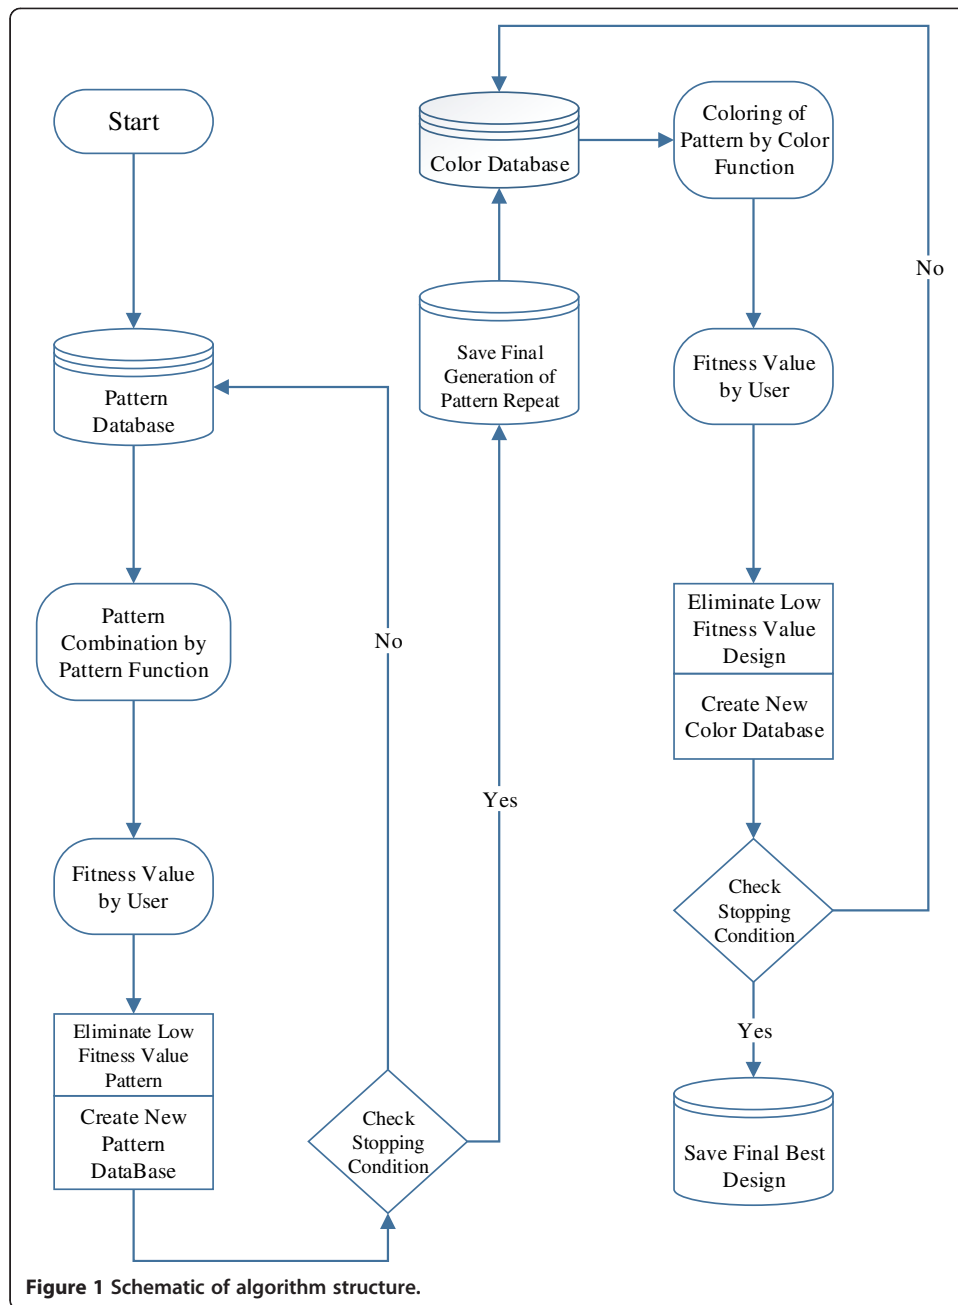 Start
Pattern
Database
Pattern
Combination by
Pattern Function
Fitness Value
by User
Eliminate Low
Fitness Value
Pattern
Create New
Pattern
DataBase
Check
Stopping
Condition
No
Yes
Save Final
Generation of
Pattern Repeat
Color Database
Coloring of
Pattern by Color
Function
Fitness Value
by User
Eliminate Low
Fitness Value
Design
Create New
Color Database
Check
Stopping
Condition
No
Yes
Save Final Best
Design
Figure 1 Schematic of algorithm structure.